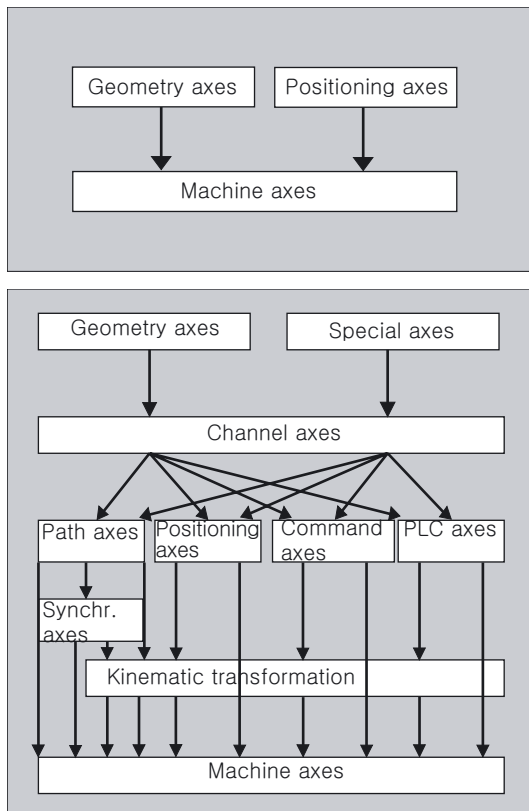 Geometry axes
Positioning axes
Machine axes
Geometry axes
Special axes
Channel axes
Path axes
Positioning
axes
Command
axes
PLC axes
Synchr.
axes
Kinematic transformation
Machine axes